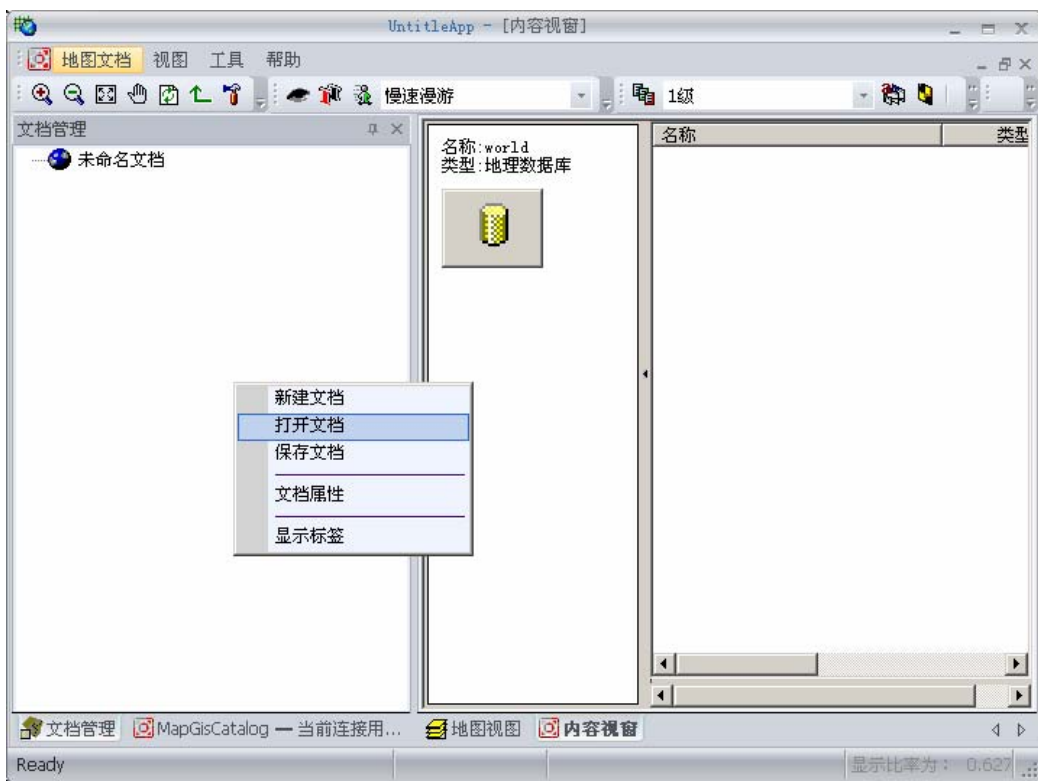 UntitleApp - [内容视窗]
地图文档 视图 工具 帮助
慢速漫游 1级
文档管理
未命名文档
名称:world
类型:地理数据库
名称 类型
新建文档
打开文档
保存文档
文档属性
显示标签
文档管理 MapGisCatalog — 当前连接用... 地图视图 内容视窗
Ready 显示比率为: 0.627